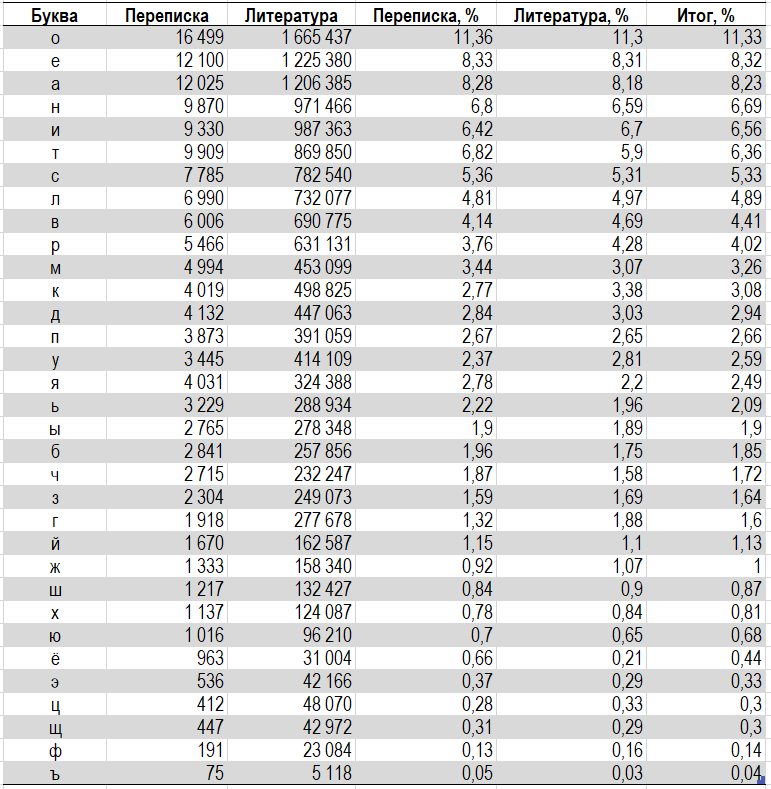 Буква Переписка Литература Переписка, % Литература, % Итог, %
о 16 499 1 665 437 11,36 11,3 11,33
е 12 100 1 225 380 8,33 8,31 8,32
а 12 025 1 206 385 8,28 8,18 8,23
н 9 870 971 466 6,8 6,59 6,69
и 9 330 987 363 6,42 6,7 6,56
т 9 909 869 850 6,82 5,9 6,36
с 7 785 782 540 5,36 5,31 5,33
л 6 990 732 077 4,81 4,97 4,89
в 6 006 690 775 4,14 4,69 4,41
р 5 466 631 131 3,76 4,28 4,02
м 4 994 453 099 3,44 3,07 3,26
к 4 019 498 825 2,77 3,38 3,08
д 4 132 447 063 2,84 3,03 2,94
п 3 873 391 059 2,67 2,65 2,66
у 3 445 414 109 2,37 2,81 2,59
я 4 031 324 388 2,78 2,2 2,49
ь 3 229 288 934 2,22 1,96 2,09
ы 2 765 278 348 1,9 1,89 1,9
б 2 841 257 856 1,96 1,75 1,85
ч 2 715 232 247 1,87 1,58 1,72
з 2 304 249 073 1,59 1,69 1,64
г 1 918 277 678 1,32 1,88 1,6
й 1 670 162 587 1,15 1,1 1,13
ж 1 333 158 340 0,92 1,07 1
ш 1 217 132 427 0,84 0,9 0,87
х 1 137 124 087 0,78 0,84 0,81
ю 1 016 96 210 0,7 0,65 0,68
ё 963 31 004 0,66 0,21 0,44
э 536 42 166 0,37 0,29 0,33
ц 412 48 070 0,28 0,33 0,3
щ 447 42 972 0,31 0,29 0,3
ф 191 23 084 0,13 0,16 0,14
ъ 75 5 118 0,05 0,03 0,04